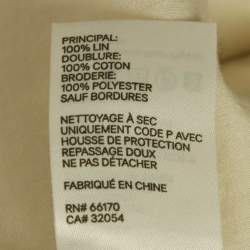 PRINCIPAL:
100% LIN
DOUBLURE:
100% COTON
BRODERIE:
100% POLYESTER
SAUF BORDURES
NETTOYAGE À SEC
UNIQUEMENT CODE P AVEC
HOUSSE DE PROTECTION
REPASSAGE DOUX
NE PAS DÉTACHER
FABRIQUÉ EN CHINE
RN# 66170
CA# 32054